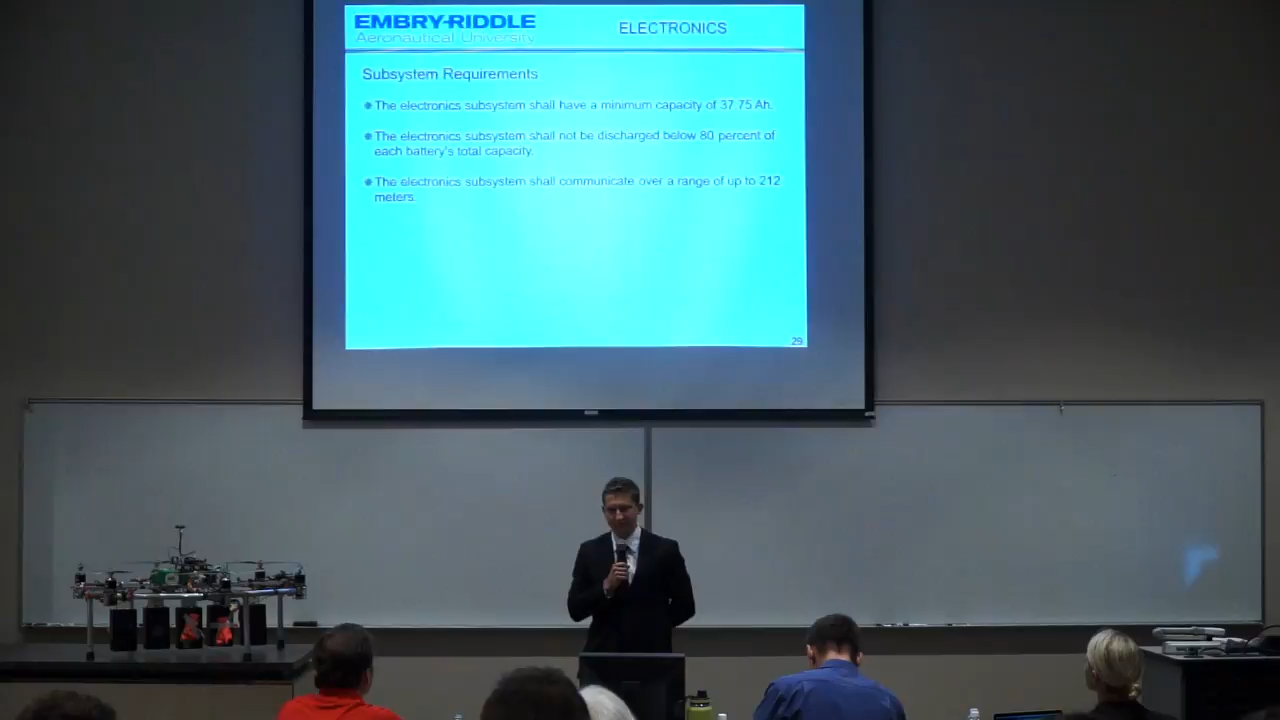 EMBRY-RIDDLE
Aeronautical University
ELECTRONICS
Subsystem Requirements
The electronics subsystem shall have a minimum capacity of 37.75 Ah.
The electronics subsystem shall not be discharged below 80 percent of
each battery's total capacity.
The electronics subsystem shall communicate over a range of up to 212
meters.
29